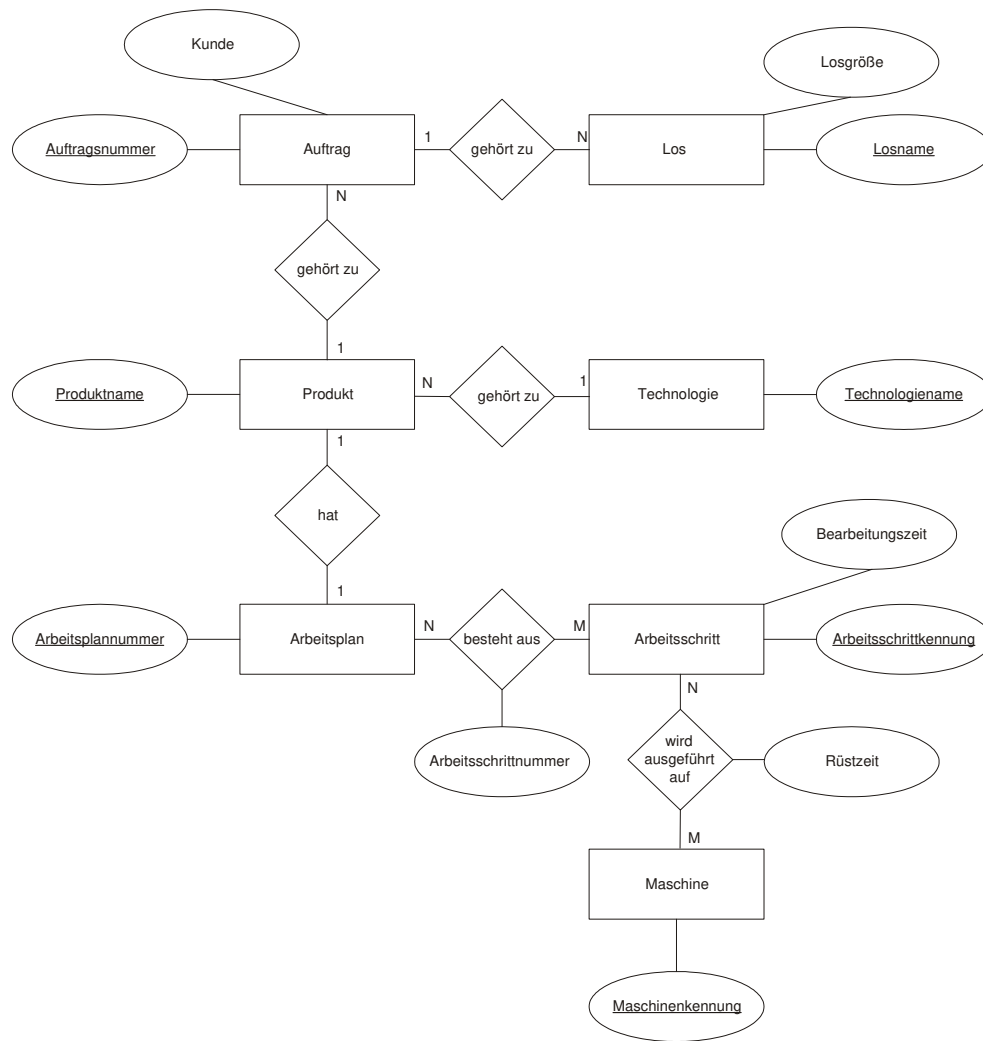 Kunde
Losgröße
Auftragsnummer
Auftrag
1
gehört zu
N
Los
Losname
N
gehört zu
1
Produktname
Produkt
N
gehört zu
1
Technologie
Technologiename
1
hat
Bearbeitungszeit
1
Arbeitsplannummer
Arbeitsplan
N
besteht aus
M
Arbeitsschritt
Arbeitsschrittkennung
N
Arbeitsschrittnummer
wird
ausgeführt
auf
Rüstzeit
M
Maschine
Maschinenkennung